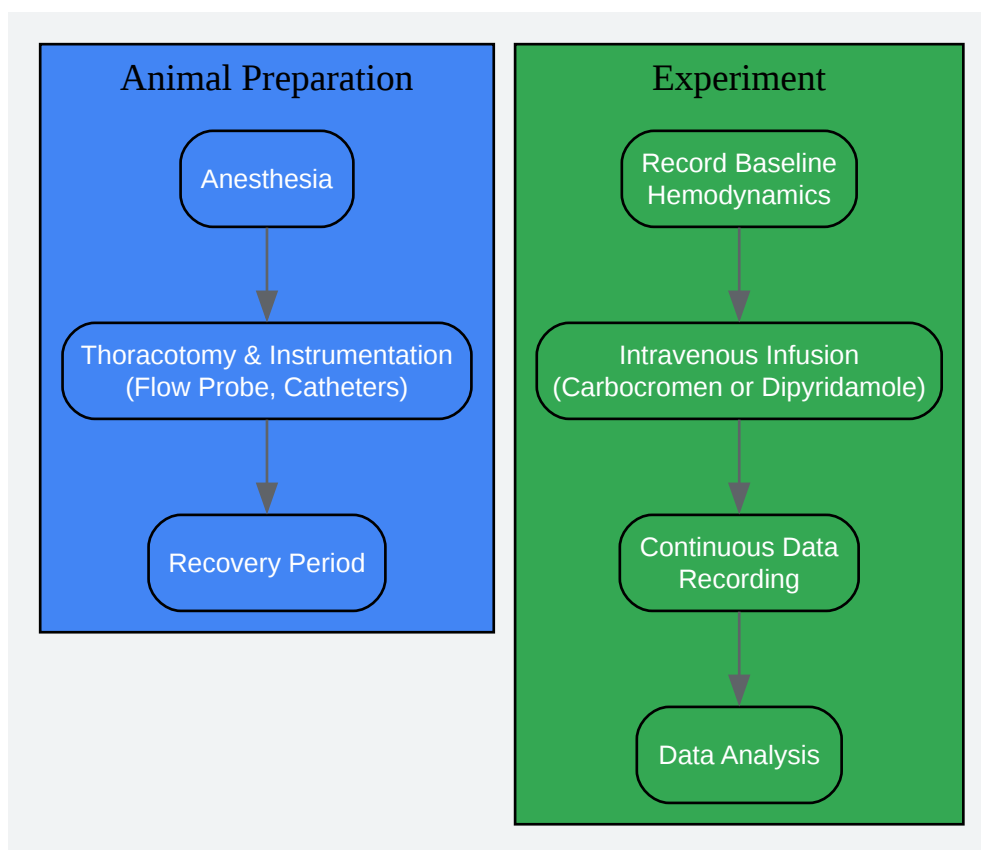 Animal Preparation
Anesthesia
Thoracotomy & Instrumentation
(Flow Probe, Catheters)
Recovery Period
Experiment
Record Baseline
Hemodynamics
Intravenous Infusion
(Carbocromen or Dipyridamole)
Continuous Data
Recording
Data Analysis